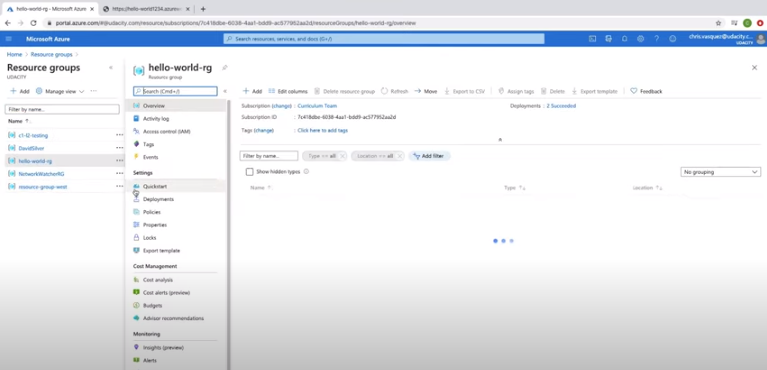 hello-world-rg - Microsoft Azure
https://hello-world1234.azurew
portal.azure.com/#@udacity.com/resource/subscriptions/7c418dbe-6038-4aa1-bdd9-ac577952aa2d/resourceGroups/hello-world-rg/overview
Microsoft Azure
Search resources, services, and docs (G+/)
chris.vasquez@udacity.c...
UDACITY
Home > Resource groups >
Resource groups
UDACITY
+ Add
Manage view
Filter by name...
Name ↑
c1-l2-testing
DavidSilver
hello-world-rg
NetworkWatcherRG
resource-group-west
hello-world-rg
Resource group
Search (Cmd+/)
Overview
Activity log
Access control (IAM)
Tags
Events
Settings
Quickstart
Deployments
Policies
Properties
Locks
Export template
Cost Management
Cost analysis
Cost alerts (preview)
Budgets
Advisor recommendations
Monitoring
Insights (preview)
Alerts
+ Add
Edit columns
Delete resource group
Refresh
Move
Export to CSV
Assign tags
Delete
Export template
Feedback
Subscription (change) : Curriculum Team
Deployments : 2 Succeeded
Subscription ID : 7c418dbe-6038-4aa1-bdd9-ac577952aa2d
Tags (change) : Click here to add tags
Filter by name...
Type == all
Location == all
Add filter
Show hidden types
No grouping
Name ↑
Type ↑↓
Location ↑↓